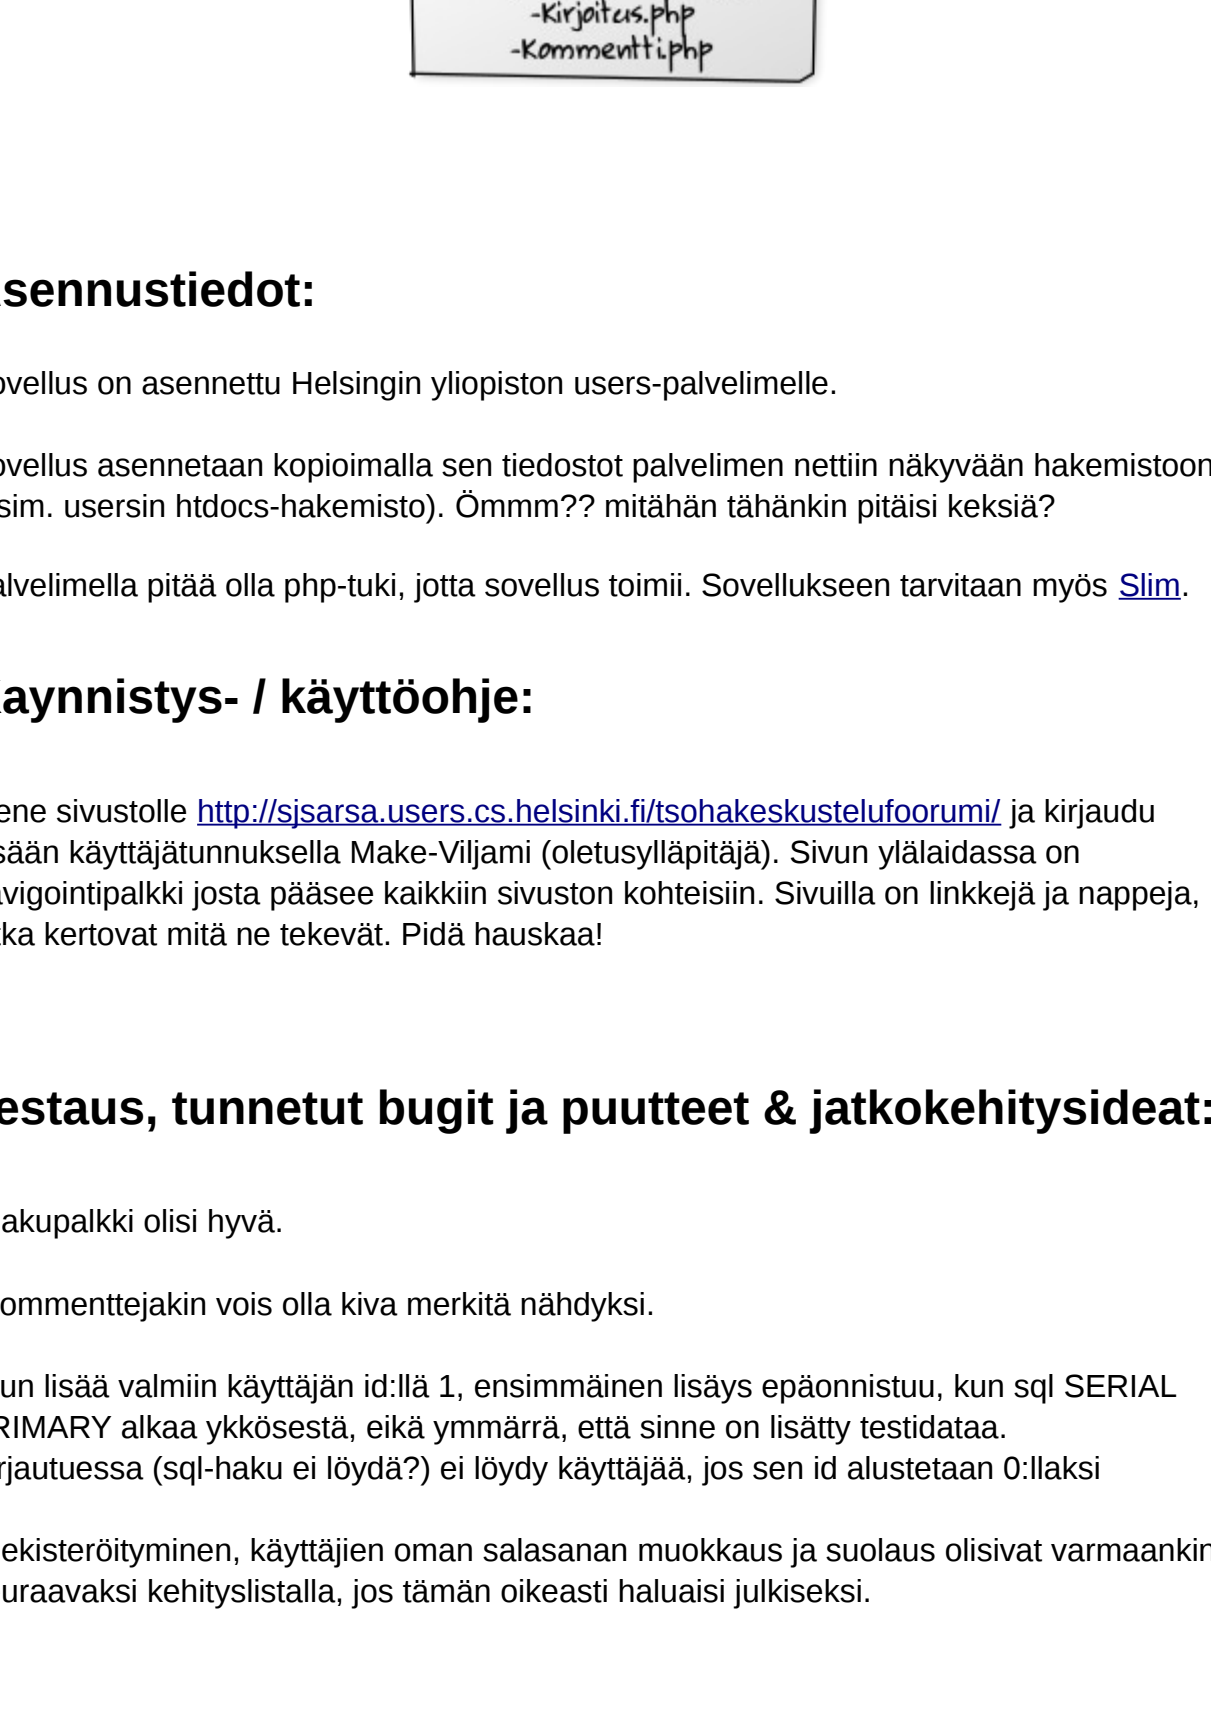 -Kirjoitus.php
-Kommentti.php
sennustiedot:
ovellus on asennettu Helsingin yliopiston users-palvelimelle.
ovellus asennetaan kopioimalla sen tiedostot palvelimen nettiin näkyvään hakemistoon
sim. usersin htdocs-hakemisto). Ömmm?? mitähän tähänkin pitäisi keksiä?
alvelimella pitää olla php-tuki, jotta sovellus toimii. Sovellukseen tarvitaan myös Slim.
aynnistys- / käyttöohje:
ene sivustolle http://sjsarsa.users.cs.helsinki.fi/tsohakeskustelufoorumi/ ja kirjaudu
sään käyttäjätunnuksella Make-Viljami (oletusylläpitäjä). Sivun ylälaidassa on
avigointipalkki josta pääsee kaikkiin sivuston kohteisiin. Sivuilla on linkkejä ja nappeja,
ka kertovat mitä ne tekevät. Pidä hauskaa!
estaus, tunnetut bugit ja puutteet & jatkokehitysideat:
akupalkki olisi hyvä.
ommenttejakin vois olla kiva merkitä nähdyksi.
un lisää valmiin käyttäjän id:llä 1, ensimmäinen lisäys epäonnistuu, kun sql SERIAL
RIMARY alkaa ykkösestä, eikä ymmärrä, että sinne on lisätty testidataa.
rjautuessa (sql-haku ei löydä?) ei löydy käyttäjää, jos sen id alustetaan 0:llaksi
ekisteröityminen, käyttäjien oman salasanan muokkaus ja suolaus olisivat varmaankin
uraavaksi kehityslistalla, jos tämän oikeasti haluaisi julkiseksi.